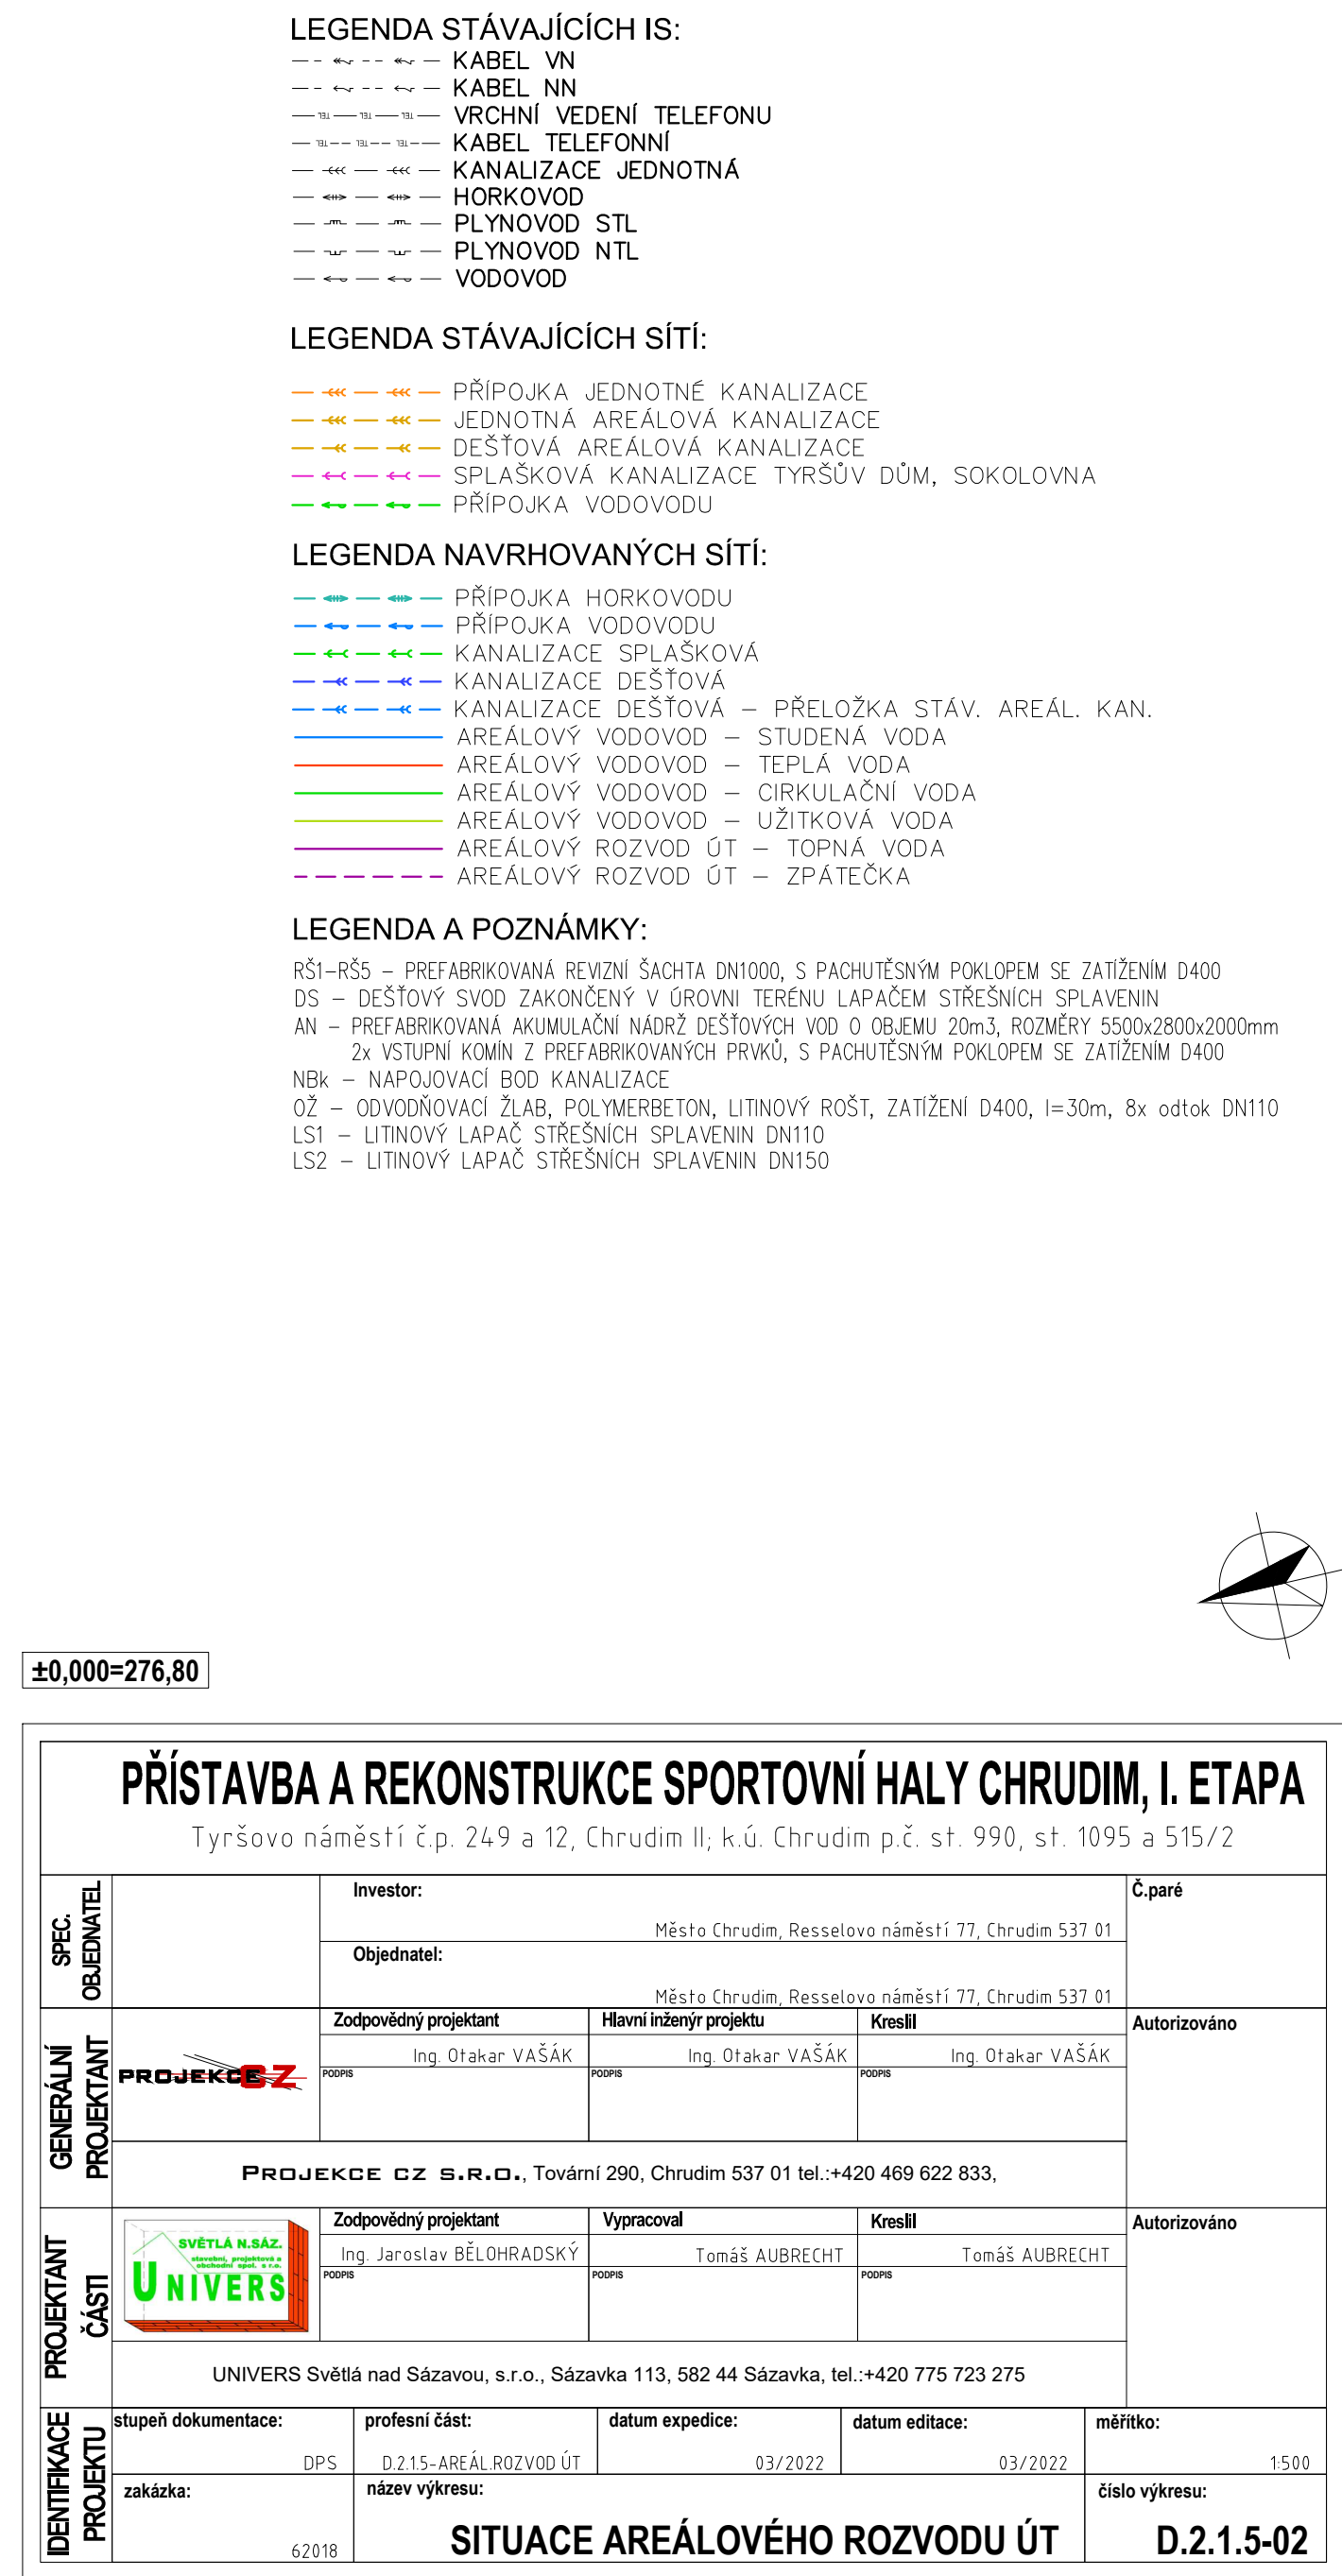 LEGENDA STÁVAJÍCÍCH IS:
KABEL VN
KABEL NN
TEL TEL TEL VRCHNÍ VEDENÍ TELEFONU
TEL TEL TEL KABEL TELEFONNÍ
KANALIZACE JEDNOTNÁ
HORKOVOD
PLYNOVOD STL
PLYNOVOD NTL
VODOVOD
LEGENDA STÁVAJÍCÍCH SÍTÍ:
PŘÍPOJKA JEDNOTNÉ KANALIZACE
JEDNOTNÁ AREÁLOVÁ KANALIZACE
DEŠŤOVÁ AREÁLOVÁ KANALIZACE
SPLAŠKOVÁ KANALIZACE TYRŠŮV DŮM, SOKOLOVNA
PŘÍPOJKA VODOVODU
LEGENDA NAVRHOVANÝCH SÍTÍ:
PŘÍPOJKA HORKOVODU
PŘÍPOJKA VODOVODU
KANALIZACE SPLAŠKOVÁ
KANALIZACE DEŠŤOVÁ
KANALIZACE DEŠŤOVÁ – PŘELOŽKA STÁV. AREÁL. KAN.
AREÁLOVÝ VODOVOD – STUDENÁ VODA
AREÁLOVÝ VODOVOD – TEPLÁ VODA
AREÁLOVÝ VODOVOD – CIRKULAČNÍ VODA
AREÁLOVÝ VODOVOD – UŽITKOVÁ VODA
AREÁLOVÝ ROZVOD ÚT – TOPNÁ VODA
AREÁLOVÝ ROZVOD ÚT – ZPÁTEČKA
LEGENDA A POZNÁMKY:
RŠ1-RŠ5 – PREFABRIKOVANÁ REVIZNÍ ŠACHTA DN1000, S PACHUTĚSNÝM POKLOPEM SE ZATÍŽENÍM D400
DS – DEŠŤOVÝ SVOD ZAKONČENÝ V ÚROVNI TERÉNU LAPAČEM STŘEŠNÍCH SPLAVENIN
AN – PREFABRIKOVANÁ AKUMULAČNÍ NÁDRŽ DEŠŤOVÝCH VOD O OBJEMU 20m3, ROZMĚRY 5500x2800x2000mm
2x VSTUPNÍ KOMÍN Z PREFABRIKOVANÝCH PRVKŮ, S PACHUTĚSNÝM POKLOPEM SE ZATÍŽENÍM D400
NBk – NAPOJOVACÍ BOD KANALIZACE
OŽ – ODVODŇOVACÍ ŽLAB, POLYMERBETON, LITINOVÝ ROŠT, ZATÍŽENÍ D400, l=30m, 8x odtok DN110
LS1 – LITINOVÝ LAPAČ STŘEŠNÍCH SPLAVENIN DN110
LS2 – LITINOVÝ LAPAČ STŘEŠNÍCH SPLAVENIN DN150
±0,000=276,80
PŘÍSTAVBA A REKONSTRUKCE SPORTOVNÍ HALY CHRUDIM, I. ETAPA
Tyršovo náměstí č.p. 249 a 12, Chrudim II; k.ú. Chrudim p.č. st. 990, st. 1095 a 515/2
SPEC. OBJEDNATEL
Investor:
Č.paré
Město Chrudim, Resselovo náměstí 77, Chrudim 537 01
Objednatel:
Město Chrudim, Resselovo náměstí 77, Chrudim 537 01
GENERÁLNÍ PROJEKTANT
Zodpovědný projektant Hlavní inženýr projektu Kreslil Autorizováno
Ing. Otakar VAŠÁK Ing. Otakar VAŠÁK Ing. Otakar VAŠÁK
PROJEKCE CZ
PODPIS PODPIS PODPIS
PROJEKCE CZ S.R.O., Tovární 290, Chrudim 537 01 tel.:+420 469 622 833,
PROJEKTANT ČÁSTI
Zodpovědný projektant Vypracoval Kreslil Autorizováno
Ing. Jaroslav BĚLOHRADSKÝ Tomáš AUBRECHT Tomáš AUBRECHT
PODPIS PODPIS PODPIS
SVĚTLÁ N.SÁZ.
stavební, projektová a
obchodní spol. s r.o.
UNIVERS
UNIVERS Světlá nad Sázavou, s.r.o., Sázavka 113, 582 44 Sázavka, tel.:+420 775 723 275
IDENTIFIKACE PROJEKTU
stupeň dokumentace: profesní část: datum expedice: datum editace: měřítko:
DPS D.2.1.5-AREÁL.ROZVOD ÚT 03/2022 03/2022 1:500
zakázka: název výkresu: číslo výkresu:
62018 SITUACE AREÁLOVÉHO ROZVODU ÚT D.2.1.5-02